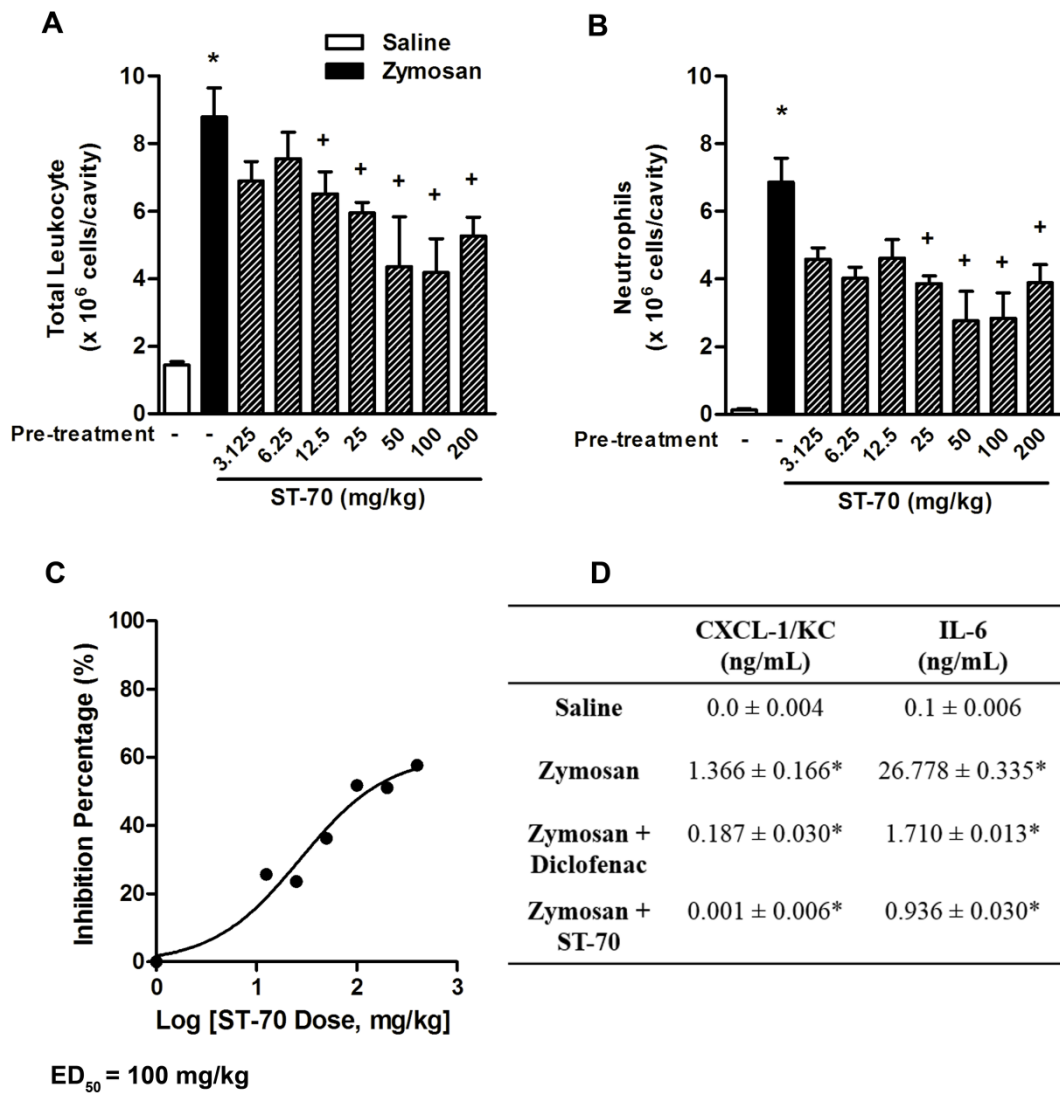 A
Saline
Zymosan
Total Leukocyte
(x 10⁶ cells/cavity)
10
8
6
4
2
0
*
+ + + + +
Pre-treatment - - 3.125 6.25 12.5 25 50 100 200
ST-70 (mg/kg)
B
Neutrophils
(x 10⁶ cells/cavity)
10
8
6
4
2
0
*
+ + + +
- - 3.125 6.25 12.5 25 50 100 200
ST-70 (mg/kg)
C
Inhibition Percentage (%)
100
80
60
40
20
0
0 1 2 3
Log [ST-70 Dose, mg/kg]
ED₅₀ = 100 mg/kg
D
CXCL-1/KC IL-6
(ng/mL) (ng/mL)
Saline 0.0 ± 0.004 0.1 ± 0.006
Zymosan 1.366 ± 0.166* 26.778 ± 0.335*
Zymosan + 0.187 ± 0.030* 1.710 ± 0.013*
Diclofenac
Zymosan + 0.001 ± 0.006* 0.936 ± 0.030*
ST-70